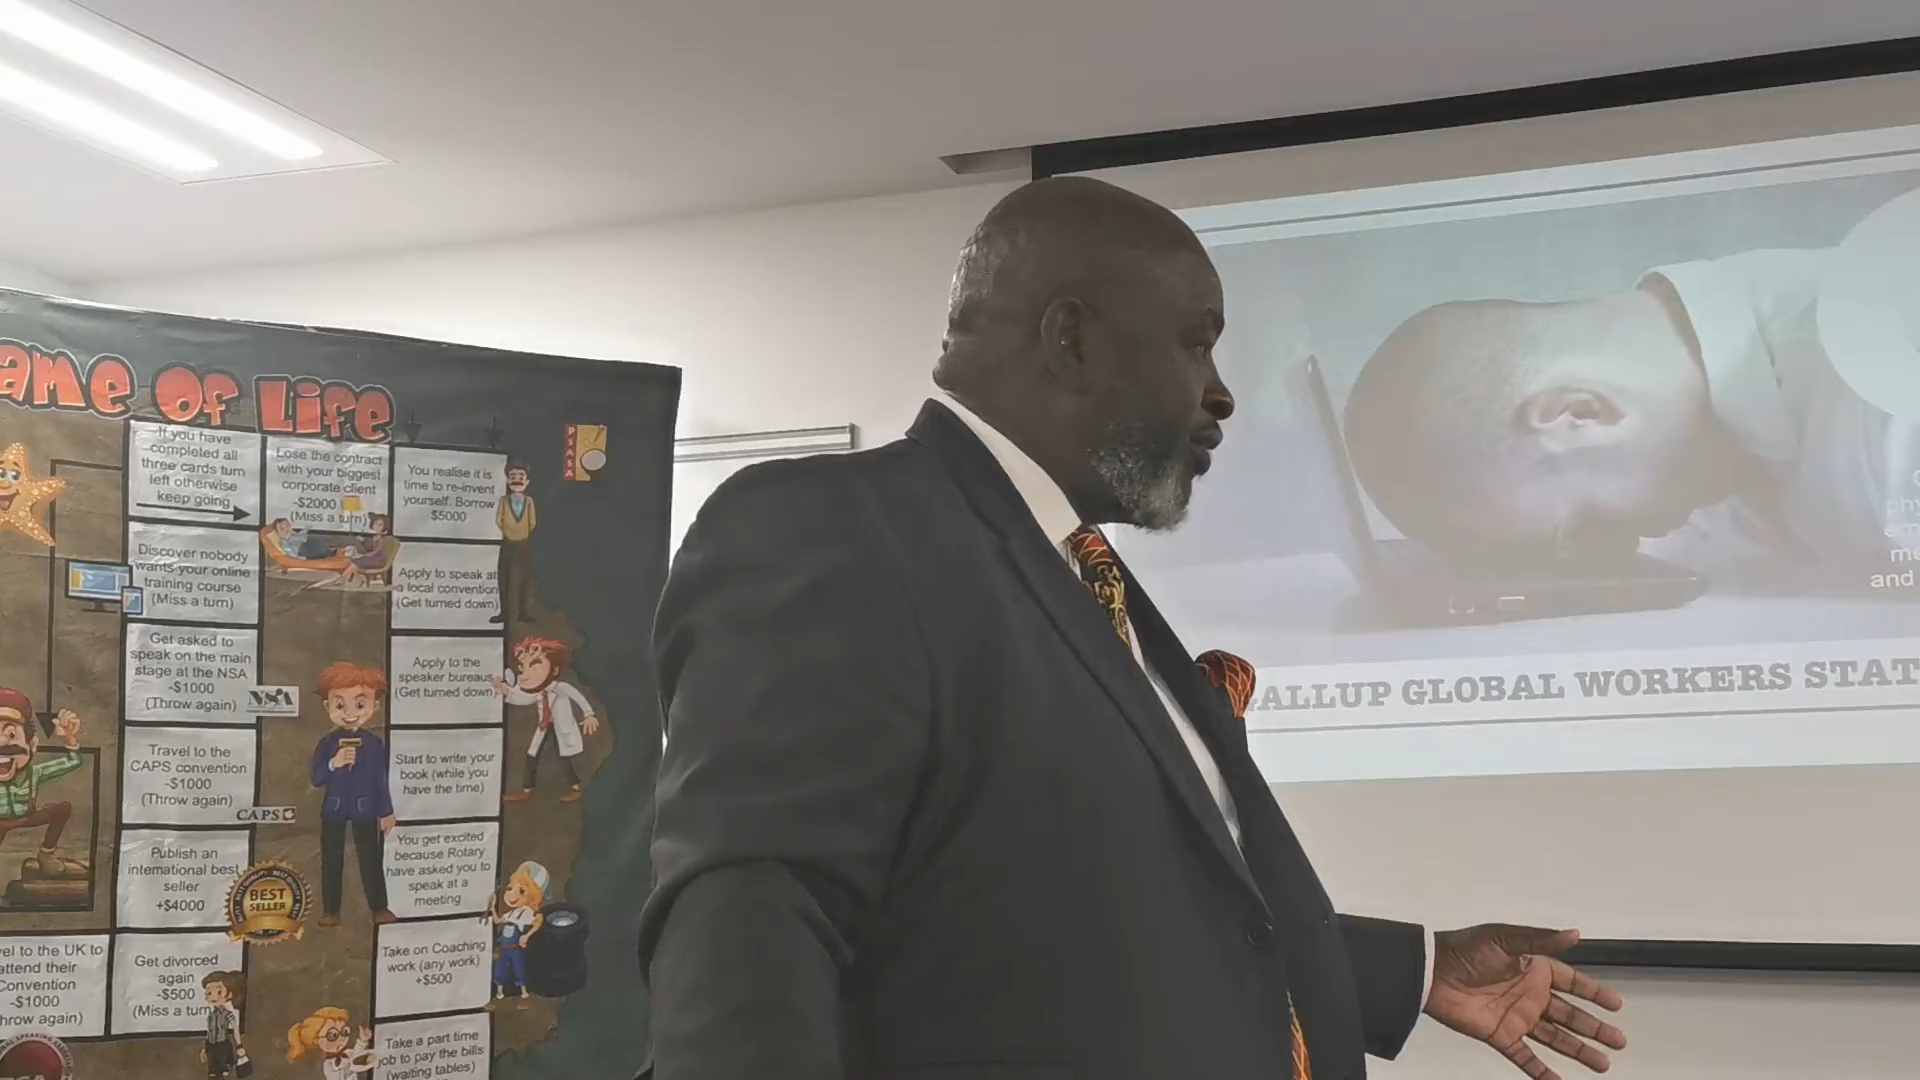 ame Of Life
If you have
completed all
three cards turn
left otherwise
keep going
Lose the contract
with your biggest
corporate client
-$2000
(Miss a turn)
You realise it is
time to re-invent
yourself. Borrow
$5000
PSASA
Discover nobody
wants your online
training course
(Miss a turn)
Apply to speak at
a local convention
(Get turned down)
Get asked to
speak on the main
stage at the NSA
-$1000
(Throw again)
NSA
Apply to the
speaker bureaus
(Get turned down)
Travel to the
CAPS convention
-$1000
(Throw again)
CAPS
Start to write your
book (while you
have the time)
Publish an
international best
seller
+$4000
BEST
SELLER
You get excited
because Rotary
have asked you to
speak at a
meeting
vel to the UK to
attend their
Convention
-$1000
hrow again)
Get divorced
again
-$500
(Miss a turn
Take on Coaching
work (any work)
+$500
Take a part time
job to pay the bills
(waiting tables)
phy
em
me
and
GALLUP GLOBAL WORKERS STAT